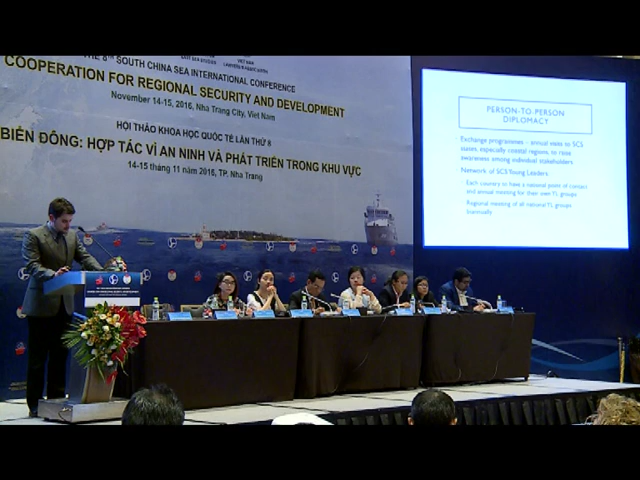 THE 8TH SOUTH CHINA SEA INTERNATIONAL CONFERENCE
COOPERATION FOR REGIONAL SECURITY AND DEVELOPMENT
November 14-15, 2016, Nha Trang City, Viet Nam
HỘI THẢO KHOA HỌC QUỐC TẾ LẦN THỨ 8
BIỂN ĐÔNG: HỢP TÁC VÌ AN NINH VÀ PHÁT TRIỂN TRONG KHU VỰC
14-15 tháng 11 năm 2016, TP. Nha Trang
PERSON-TO-PERSON
DIPLOMACY
Exchange programmes – annual visits to SCS
states, especially coastal regions, to raise
awareness among individual stakeholders
Network of SCS Young Leaders:
Each country to have a national point of contact
and annual meeting for their own YL groups
Regional meeting of all national YL groups
biannually